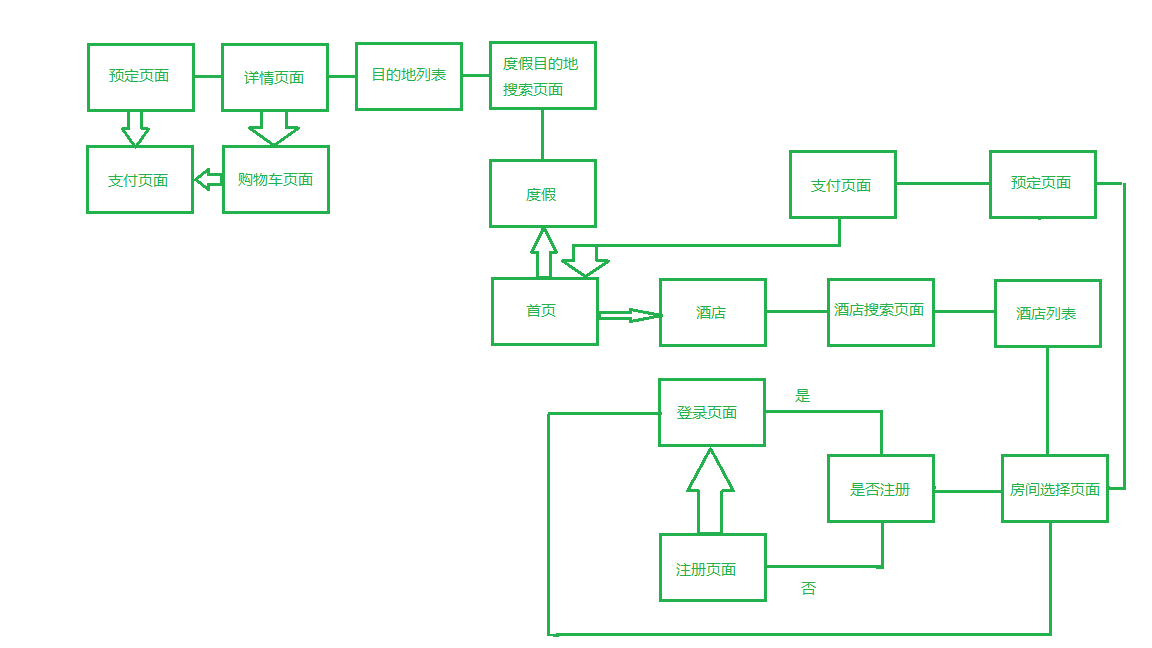 预定页面
详情页面
目的地列表
度假目的地
搜索页面
支付页面
购物车页面
度假
支付页面
预定页面
首页
酒店
酒店搜索页面
酒店列表
登录页面
是
是否注册
房间选择页面
注册页面
否